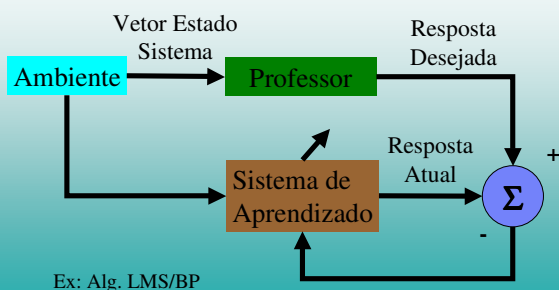 Vetor Estado
Sistema
Resposta
Desejada
Ambiente
Professor
+
Resposta
Atual
Sistema de
Aprendizado
Σ
-
Ex: Alg. LMS/BP